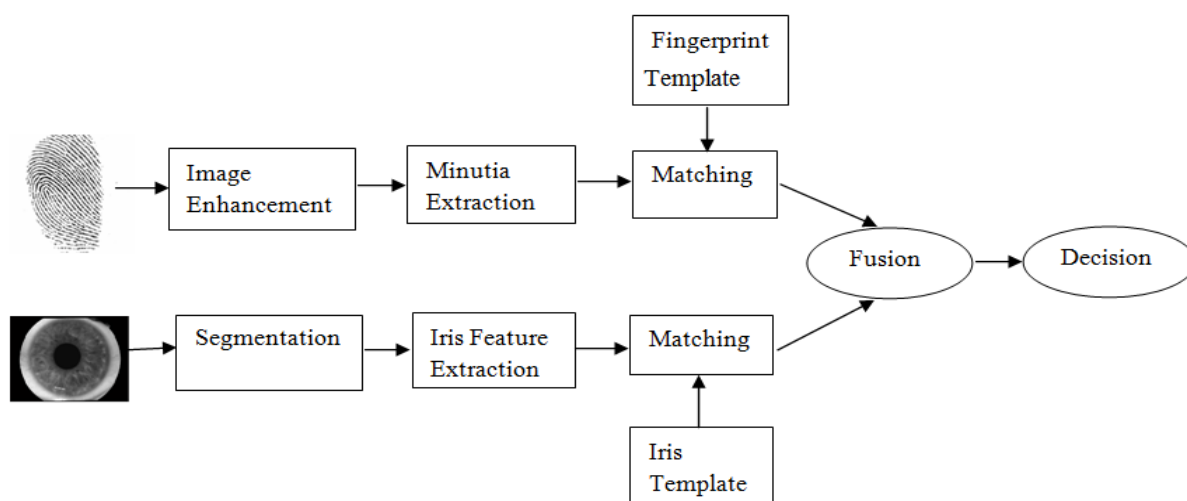 Fingerprint
Template
Image
Enhancement
Minutia
Extraction
Matching
Fusion
Decision
Segmentation
Iris Feature
Extraction
Matching
Iris
Template